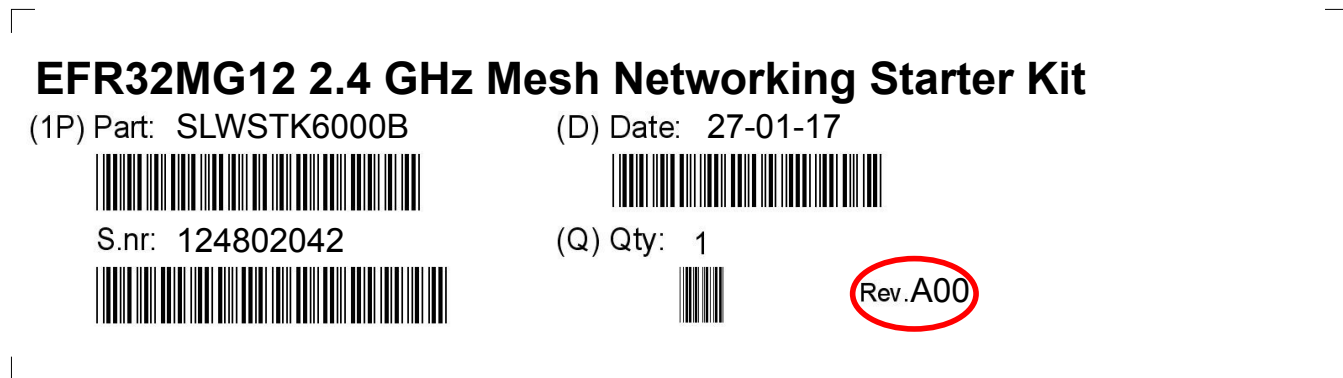 EFR32MG12 2.4 GHz Mesh Networking Starter Kit
(1P) Part: SLWSTK6000B (D) Date: 27-01-17
S.nr: 124802042 (Q) Qty: 1
Rev.A00